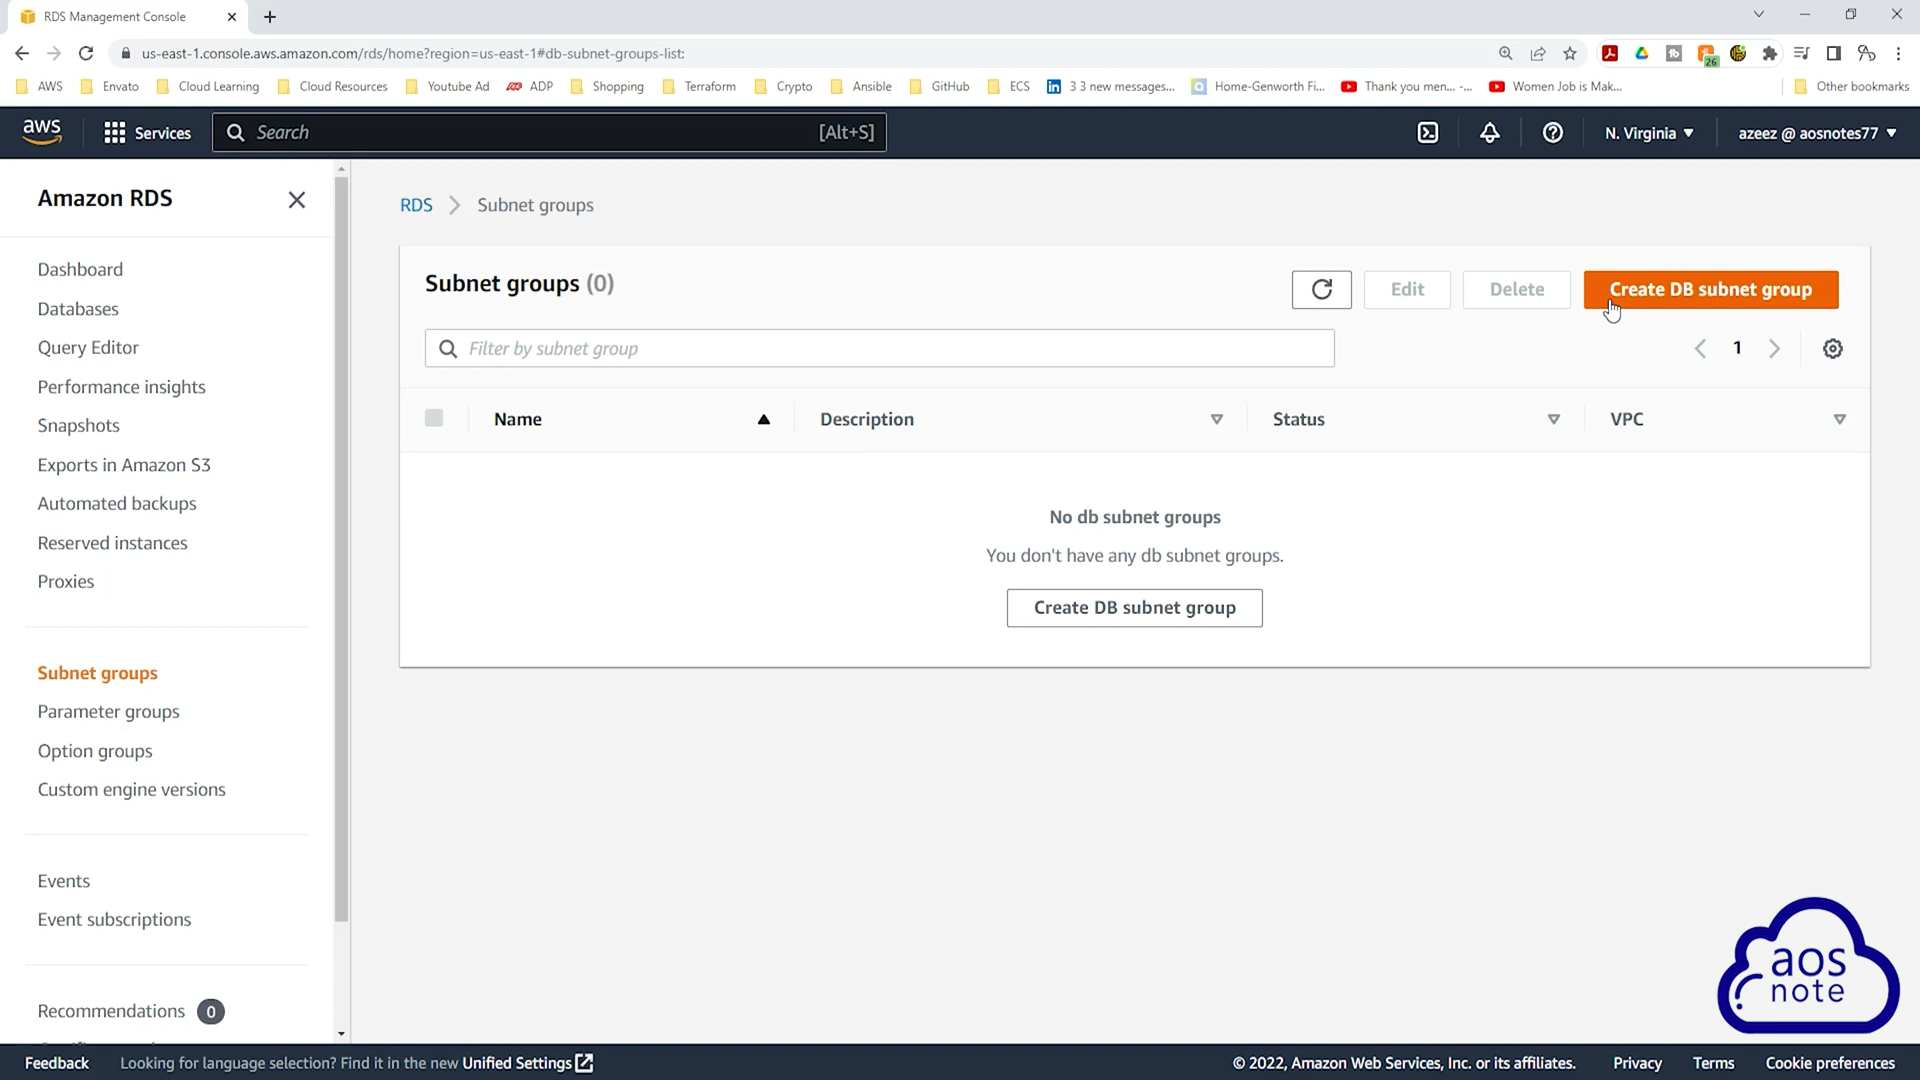 RDS Management Console
us-east-1.console.aws.amazon.com/rds/home?region=us-east-1#db-subnet-groups-list:
26
AWS Envato Cloud Learning Cloud Resources Youtube Ad ADP Shopping Terraform Crypto Ansible GitHub ECS 3 3 new messages... Home-Genworth Fi... Thank you men... -... Women Job is Mak... Other bookmarks
aws Services Search [Alt+S] N. Virginia azeez @ aosnotes77
Amazon RDS
Dashboard
Databases
Query Editor
Performance insights
Snapshots
Exports in Amazon S3
Automated backups
Reserved instances
Proxies
Subnet groups
Parameter groups
Option groups
Custom engine versions
Events
Event subscriptions
Recommendations 0
RDS Subnet groups
Subnet groups (0)
Edit Delete Create DB subnet group
Filter by subnet group
1
Name Description Status VPC
No db subnet groups
You don't have any db subnet groups.
Create DB subnet group
aos
note
Feedback Looking for language selection? Find it in the new Unified Settings © 2022, Amazon Web Services, Inc. or its affiliates. Privacy Terms Cookie preferences